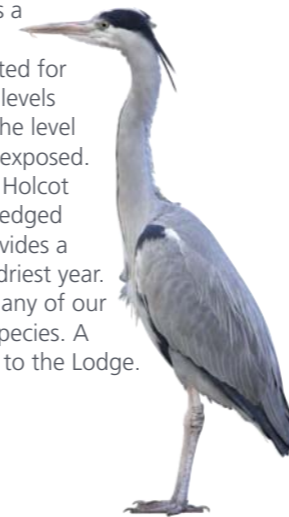 s a
ted for
levels
he level
exposed.
Holcot
edged
vides a
driest year.
any of our
pecies. A
to the Lodge.